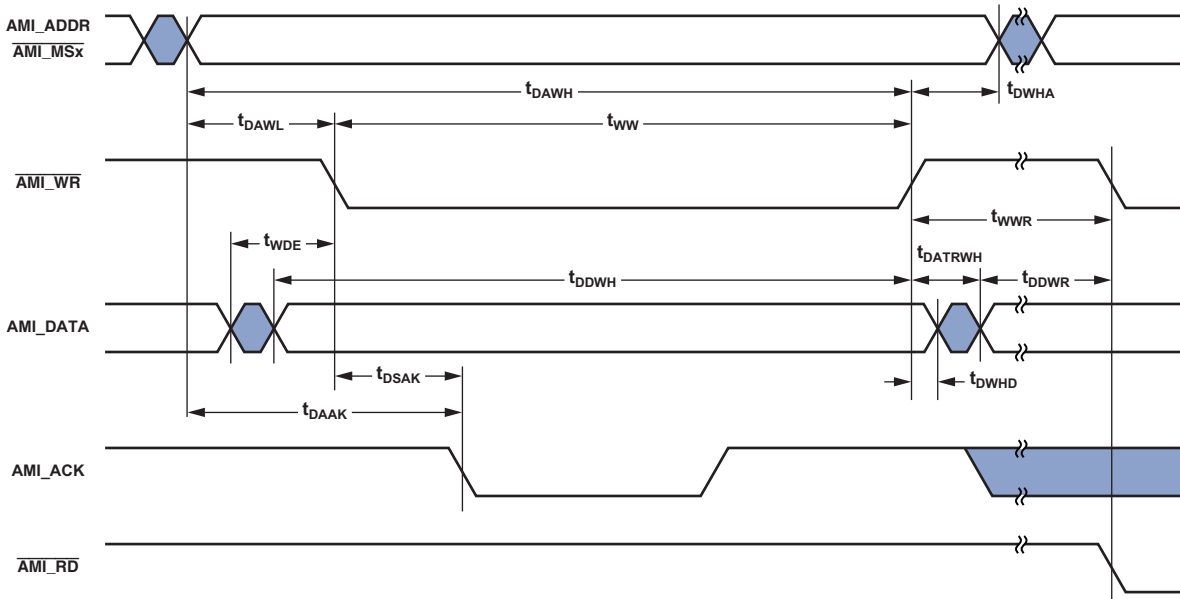 AMI_ADDR
AMI_MSx
tDAWH
tDWHA
tDAWL
tWW
AMI_WR
tWWR
tWDE
tDATRWH
tDDWH
tDDWR
AMI_DATA
tDSAK
tDWHD
tDAAK
AMI_ACK
AMI_RD